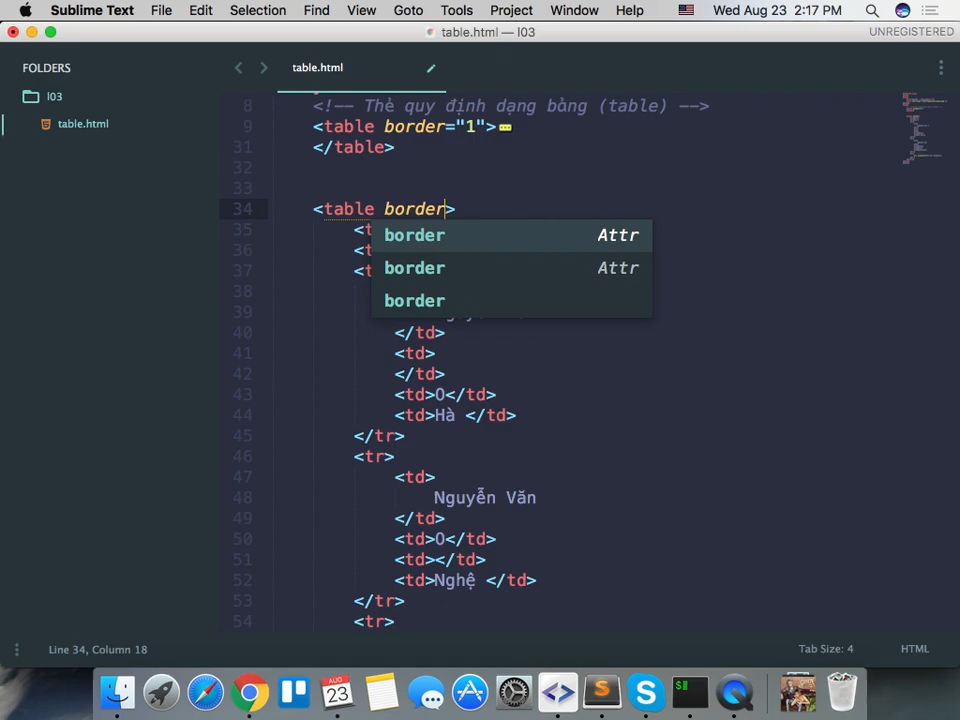 Sublime Text File Edit Selection Find View Goto Tools Project Window Help Wed Aug 23 2:17 PM
table.html — l03 UNREGISTERED
FOLDERS
l03
table.html
table.html
8 <!-- Thẻ quy định dạng bảng (table) -->
9 <table border="1">
31 </table>
32
33
34 <table border>
35 <t
36 <t
37 <t
border Attr
border Attr
border
38
39
40 </td>
41 <td>
42 </td>
43 <td>O</td>
44 <td>Hà </td>
45 </tr>
46 <tr>
47 <td>
48 Nguyễn Văn
49 </td>
50 <td>O</td>
51 <td></td>
52 <td>Nghệ </td>
53 </tr>
54 <tr>
Line 34, Column 18 Tab Size: 4 HTML
AUG
23